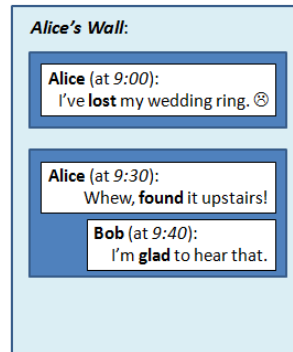 Alice's Wall:
Alice (at 9:00):
I've lost my wedding ring. ☹
Alice (at 9:30):
Whew, found it upstairs!
Bob (at 9:40):
I'm glad to hear that.